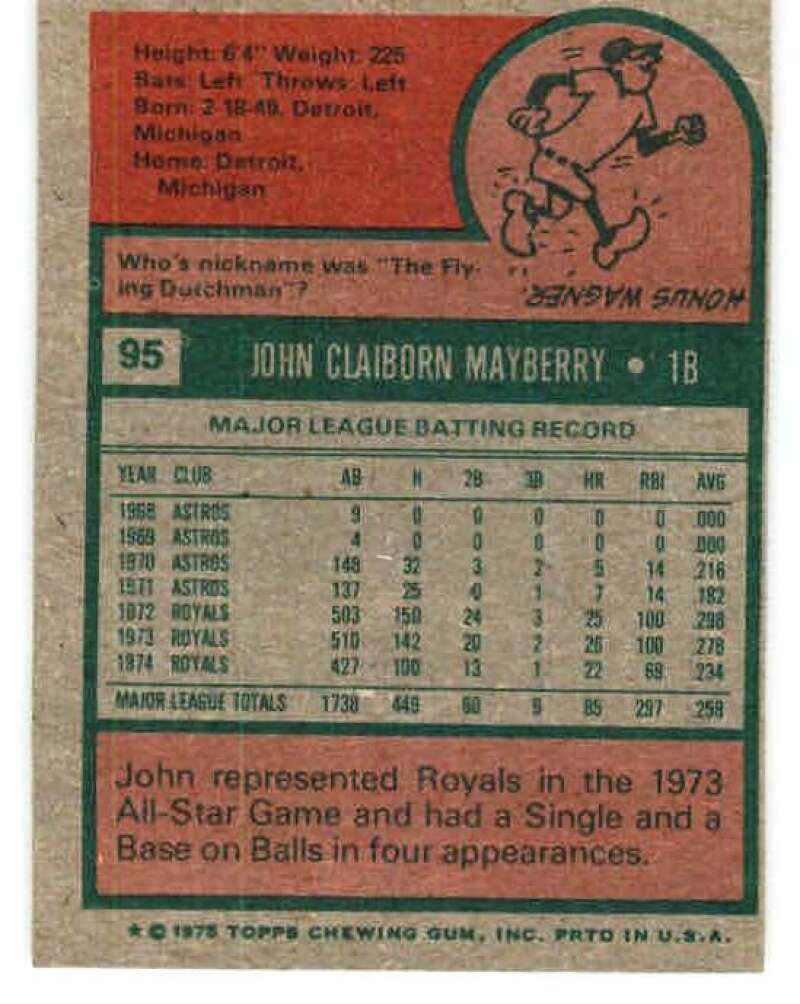 Height: 6'4" Weight: 225
Bats: Left Throws: Left
Born: 2-18-49, Detroit,
Michigan
Home: Detroit,
Michigan
Who's nickname was "The Fly-
ing Dutchman"?
HONUS WAGNER.
95 JOHN CLAIBORN MAYBERRY • 1B
MAJOR LEAGUE BATTING RECORD
YEAR CLUB AB H 2B 3B HR RBI AVG
1968 ASTROS 9 0 0 0 0 0 .000
1969 ASTROS 4 0 0 0 0 0 .000
1970 ASTROS 148 32 3 2 5 14 .216
1971 ASTROS 137 25 0 1 7 14 .182
1972 ROYALS 503 150 24 3 25 100 .298
1973 ROYALS 510 142 20 2 26 100 .278
1974 ROYALS 427 100 13 1 22 69 .234
MAJOR LEAGUE TOTALS 1738 449 60 9 85 297 .258
John represented Royals in the 1973
All-Star Game and had a Single and a
Base on Balls in four appearances.
★ © 1975 TOPPS CHEWING GUM, INC. PRTD IN U.S.A.